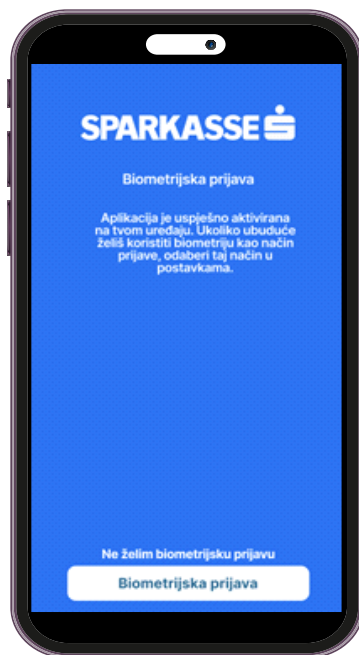 SPARKASSE
Biometrijska prijava
Aplikacija je uspješno aktivirana
na tvom uređaju. Ukoliko ubuduće
želiš koristiti biometriju kao način
prijave, odaberi taj način u
postavkama.
Ne želim biometrijsku prijavu
Biometrijska prijava